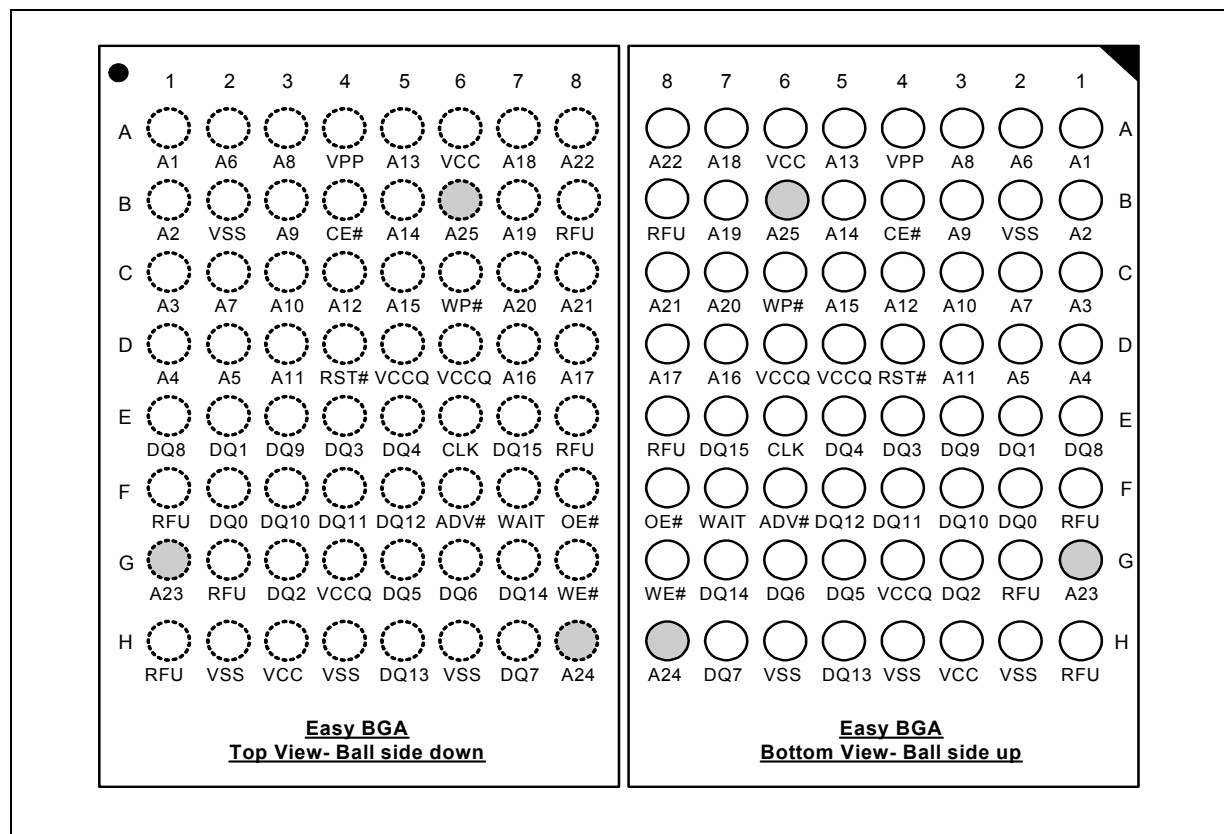 1 2 3 4 5 6 7 8
A
A1 A6 A8 VPP A13 VCC A18 A22
B
A2 VSS A9 CE# A14 A25 A19 RFU
C
A3 A7 A10 A12 A15 WP# A20 A21
D
A4 A5 A11 RST# VCCQ VCCQ A16 A17
E
DQ8 DQ1 DQ9 DQ3 DQ4 CLK DQ15 RFU
F
RFU DQ0 DQ10 DQ11 DQ12 ADV# WAIT OE#
G
A23 RFU DQ2 VCCQ DQ5 DQ6 DQ14 WE#
H
RFU VSS VCC VSS DQ13 VSS DQ7 A24
Easy BGA
Top View- Ball side down
8 7 6 5 4 3 2 1
A
A22 A18 VCC A13 VPP A8 A6 A1
B
RFU A19 A25 A14 CE# A9 VSS A2
C
A21 A20 WP# A15 A12 A10 A7 A3
D
A17 A16 VCCQ VCCQ RST# A11 A5 A4
E
RFU DQ15 CLK DQ4 DQ3 DQ9 DQ1 DQ8
F
OE# WAIT ADV# DQ12 DQ11 DQ10 DQ0 RFU
G
WE# DQ14 DQ6 DQ5 VCCQ DQ2 RFU A23
H
A24 DQ7 VSS DQ13 VSS VCC VSS RFU
Easy BGA
Bottom View- Ball side up